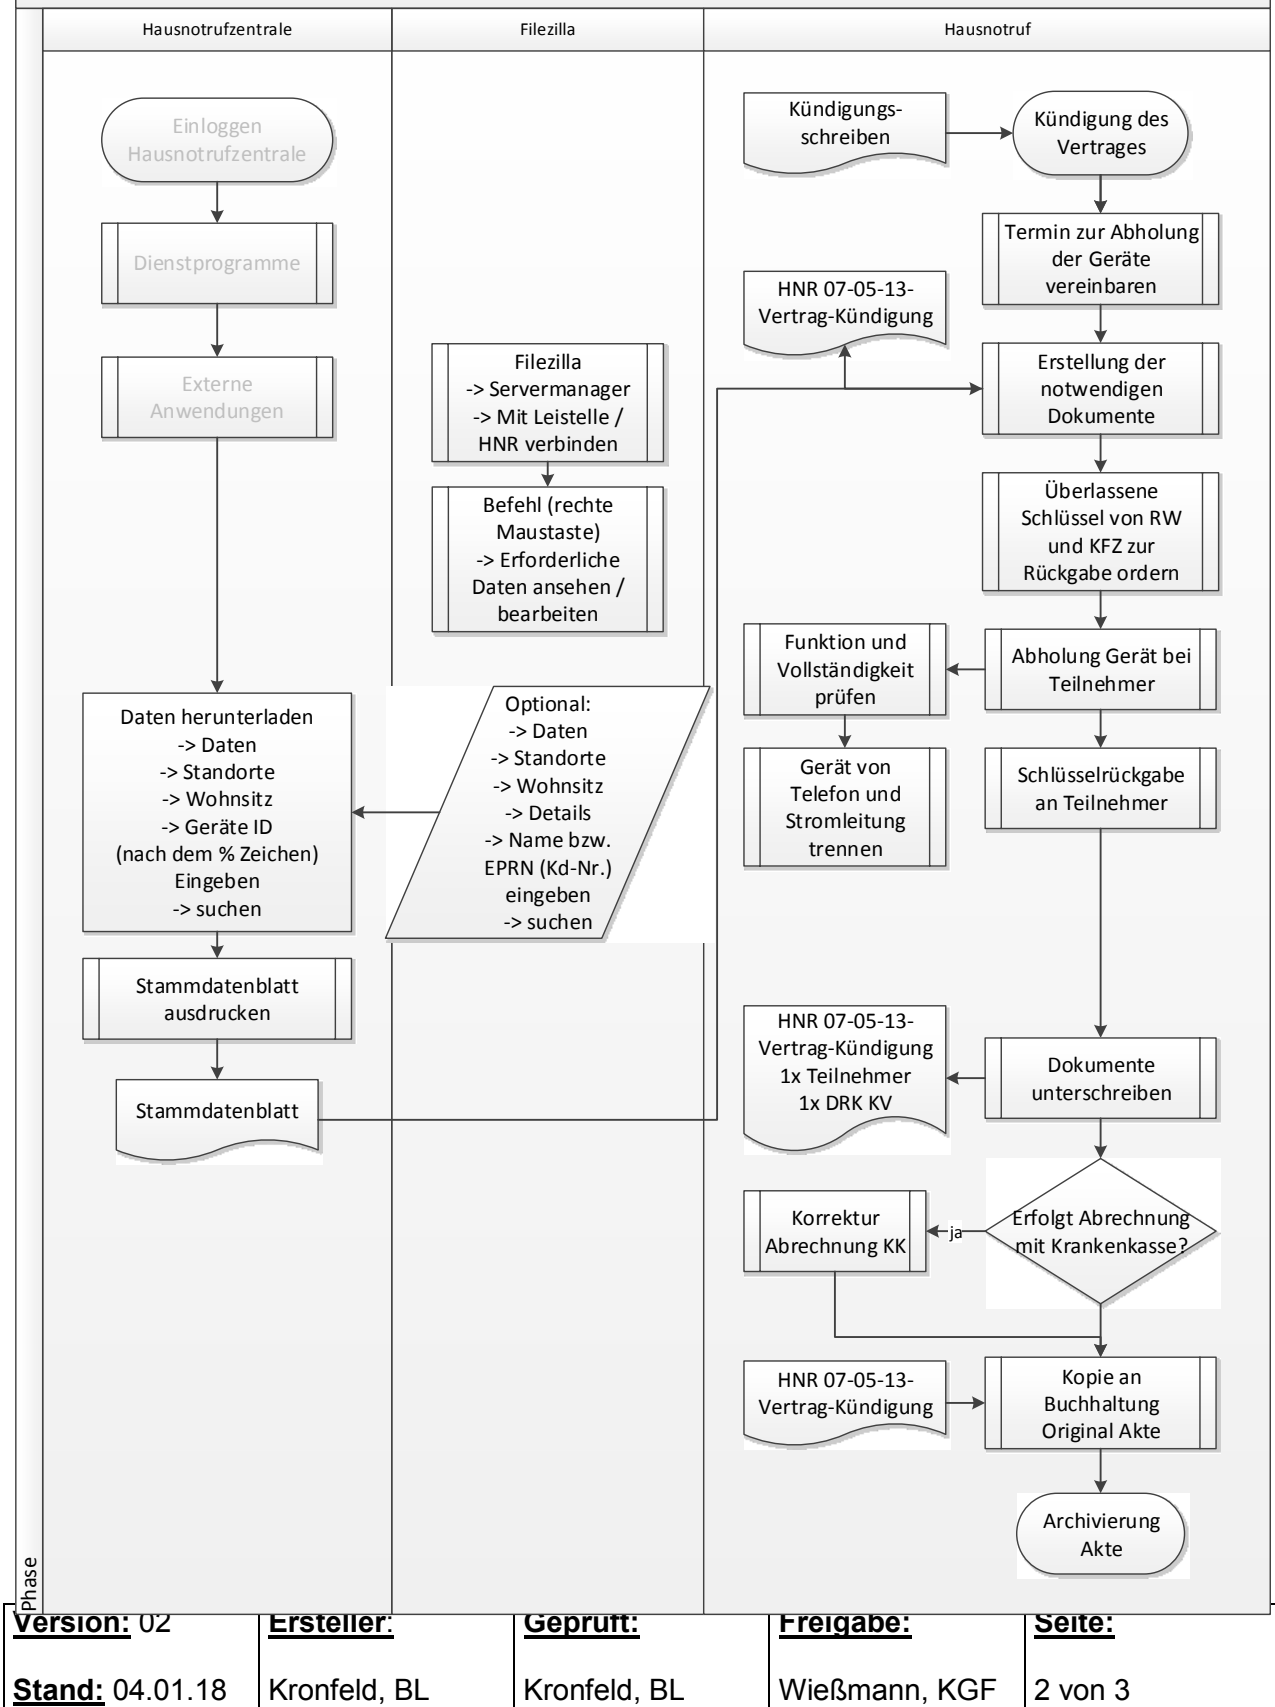 Hausnotrufzentrale
Filezilla
Hausnotruf
Einloggen
Hausnotrufzentrale
Dienstprogramme
Externe
Anwendungen
Daten herunterladen
-> Daten
-> Standorte
-> Wohnsitz
-> Geräte ID
(nach dem % Zeichen)
Eingeben
-> suchen
Stammdatenblatt
ausdrucken
Stammdatenblatt
Filezilla
-> Servermanager
-> Mit Leistelle /
HNR verbinden
Befehl (rechte
Maustaste)
-> Erforderliche
Daten ansehen /
bearbeiten
Optional:
-> Daten
-> Standorte
-> Wohnsitz
-> Details
-> Name bzw.
EPRN (Kd-Nr.)
eingeben
-> suchen
Kündigungs-
schreiben
Kündigung des
Vertrages
Termin zur Abholung
der Geräte
vereinbaren
HNR 07-05-13-
Vertrag-Kündigung
Erstellung der
notwendigen
Dokumente
Überlassene
Schlüssel von RW
und KFZ zur
Rückgabe ordern
Funktion und
Vollständigkeit
prüfen
Abholung Gerät bei
Teilnehmer
Gerät von
Telefon und
Stromleitung
trennen
Schlüsselrückgabe
an Teilnehmer
HNR 07-05-13-
Vertrag-Kündigung
1x Teilnehmer
1x DRK KV
Dokumente
unterschreiben
Korrektur
Abrechnung KK
ja
Erfolgt Abrechnung
mit Krankenkasse?
HNR 07-05-13-
Vertrag-Kündigung
Kopie an
Buchhaltung
Original Akte
Archivierung
Akte
Phase
Version: 02
Ersteller:
Geprüft:
Freigabe:
Seite:
Stand: 04.01.18
Kronfeld, BL
Kronfeld, BL
Wießmann, KGF
2 von 3